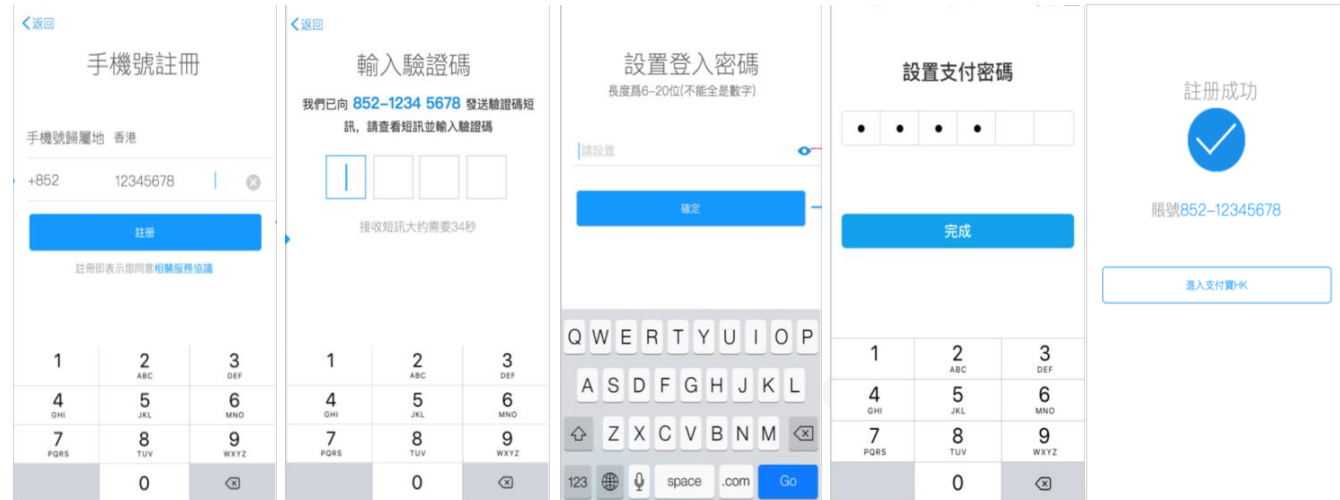 返回
手機號註冊
手機號歸屬地 香港
+852 12345678
註冊
註冊即表示您同意相關服務協議
1 2 3
ABC DEF
4 5 6
GHI JKL MNO
7 8 9
PQRS TUV WXYZ
0
返回
輸入驗證碼
我們已向 852-1234 5678 發送驗證碼短
訊，請查看短訊並輸入驗證碼
接收短訊大約需要34秒
1 2 3
ABC DEF
4 5 6
GHI JKL MNO
7 8 9
PQRS TUV WXYZ
0
設置登入密碼
長度爲6-20位(不能全是數字)
請設置
確定
Q W E R T Y U I O P
A S D F G H J K L
Z X C V B N M
123 space .com Go
設置支付密碼
完成
1 2 3
ABC DEF
4 5 6
GHI JKL MNO
7 8 9
PQRS TUV WXYZ
0
註册成功
賬號852-12345678
進入支付寶HK